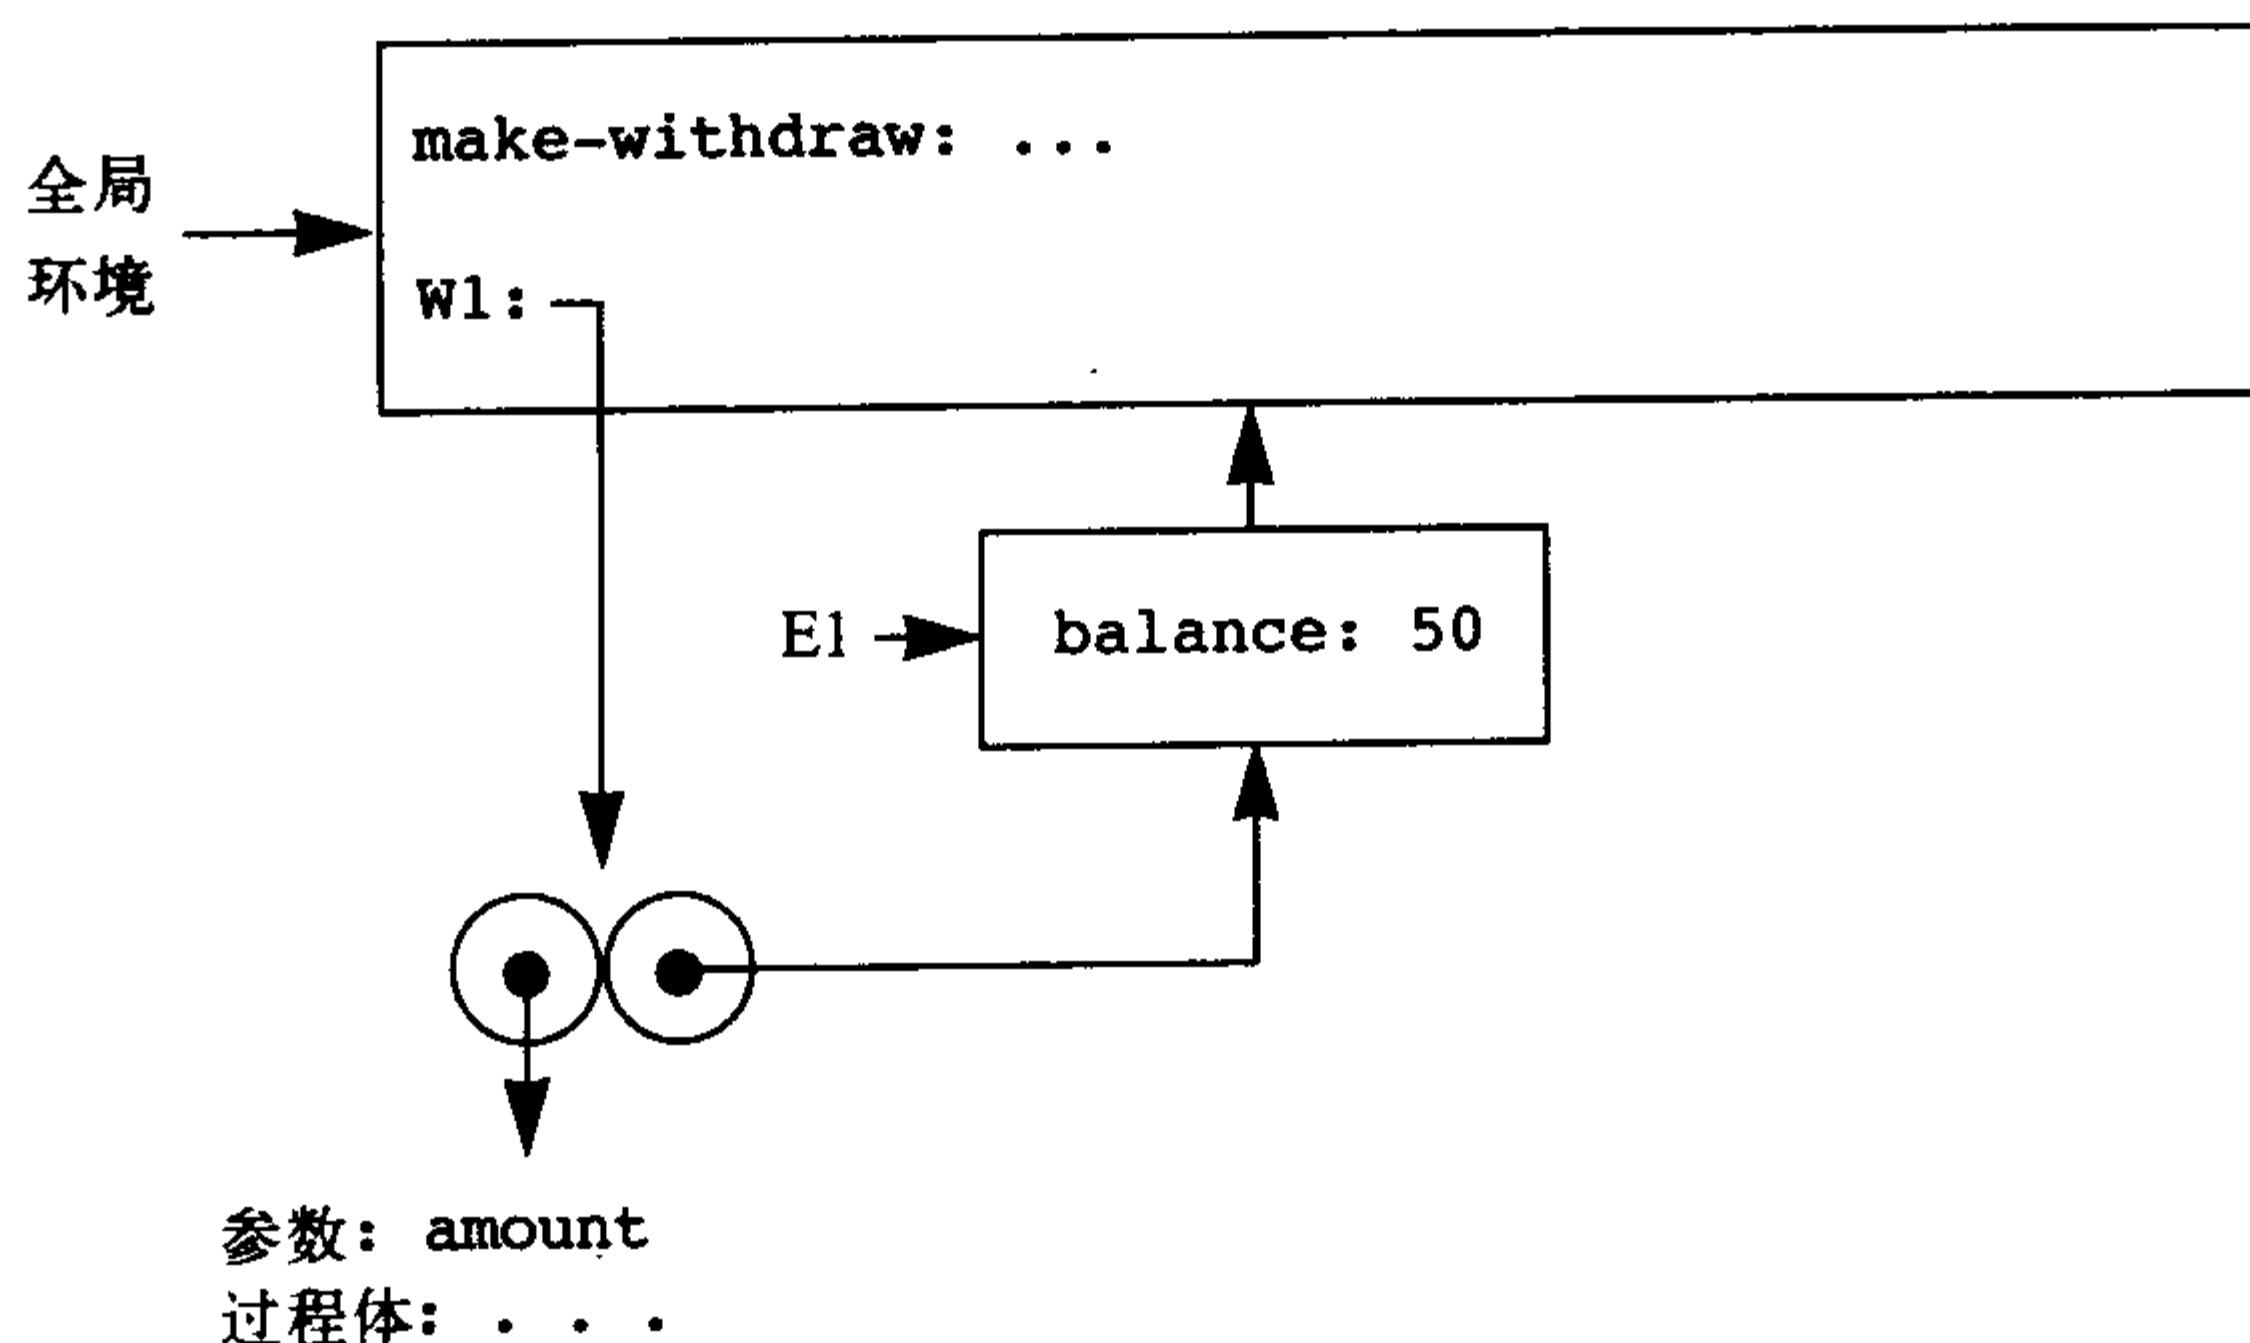 make-withdraw: ...
全局
环境
W1:
E1
balance: 50
参数: amount
过程体: . . .